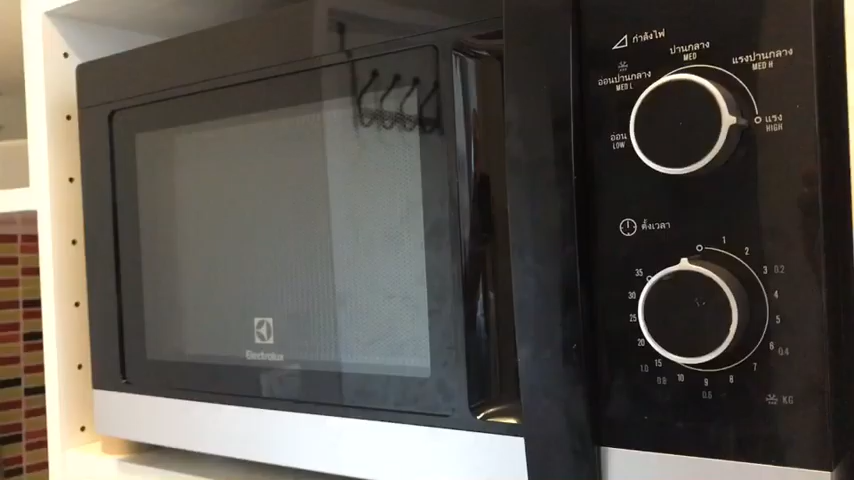 กำลังไฟ
ปานกลาง
MED
แรงปานกลาง
MED H
อ่อนปานกลาง
MED L
แรง
HIGH
อ่อน
LOW
ตั้งเวลา
1
2
35
3 0.2
30
4
25
5
20
6
0.4
15
7
1.0
0.8
10
9
8
0.6
KG
Electrolux